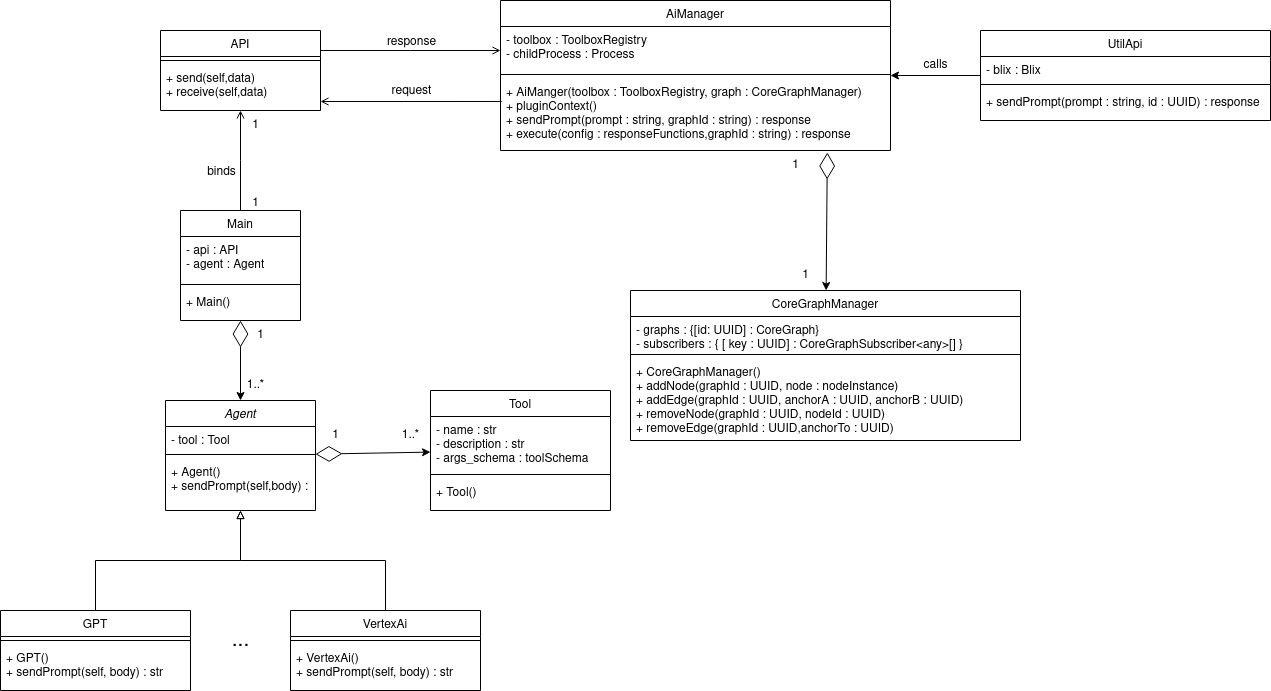 AiManager
- toolbox : ToolboxRegistry
- childProcess : Process
+ AiManger(toolbox : ToolboxRegistry, graph : CoreGraphManager)
+ pluginContext()
+ sendPrompt(prompt : string, graphId : string) : response
+ execute(config : responseFunctions,graphId : string) : response
API
+ send(self,data)
+ receive(self,data)
response
request
UtilApi
- blix : Blix
+ sendPrompt(prompt : string, id : UUID) : response
calls
1
binds
1
Main
- api : API
- agent : Agent
+ Main()
1
1
CoreGraphManager
- graphs : {[id: UUID] : CoreGraph}
- subscribers : { [ key : UUID] : CoreGraphSubscriber<any>[] }
+ CoreGraphManager()
+ addNode(graphId : UUID, node : nodeInstance)
+ addEdge(graphId : UUID, anchorA : UUID, anchorB : UUID)
+ removeNode(graphId : UUID, nodeId : UUID)
+ removeEdge(graphId : UUID,anchorTo : UUID)
1
1..*
Agent
- tool : Tool
+ Agent()
+ sendPrompt(self,body) :
1
1..*
Tool
- name : str
- description : str
- args_schema : toolSchema
+ Tool()
GPT
+ GPT()
+ sendPrompt(self, body) : str
...
VertexAi
+ VertexAi()
+ sendPrompt(self, body) : str